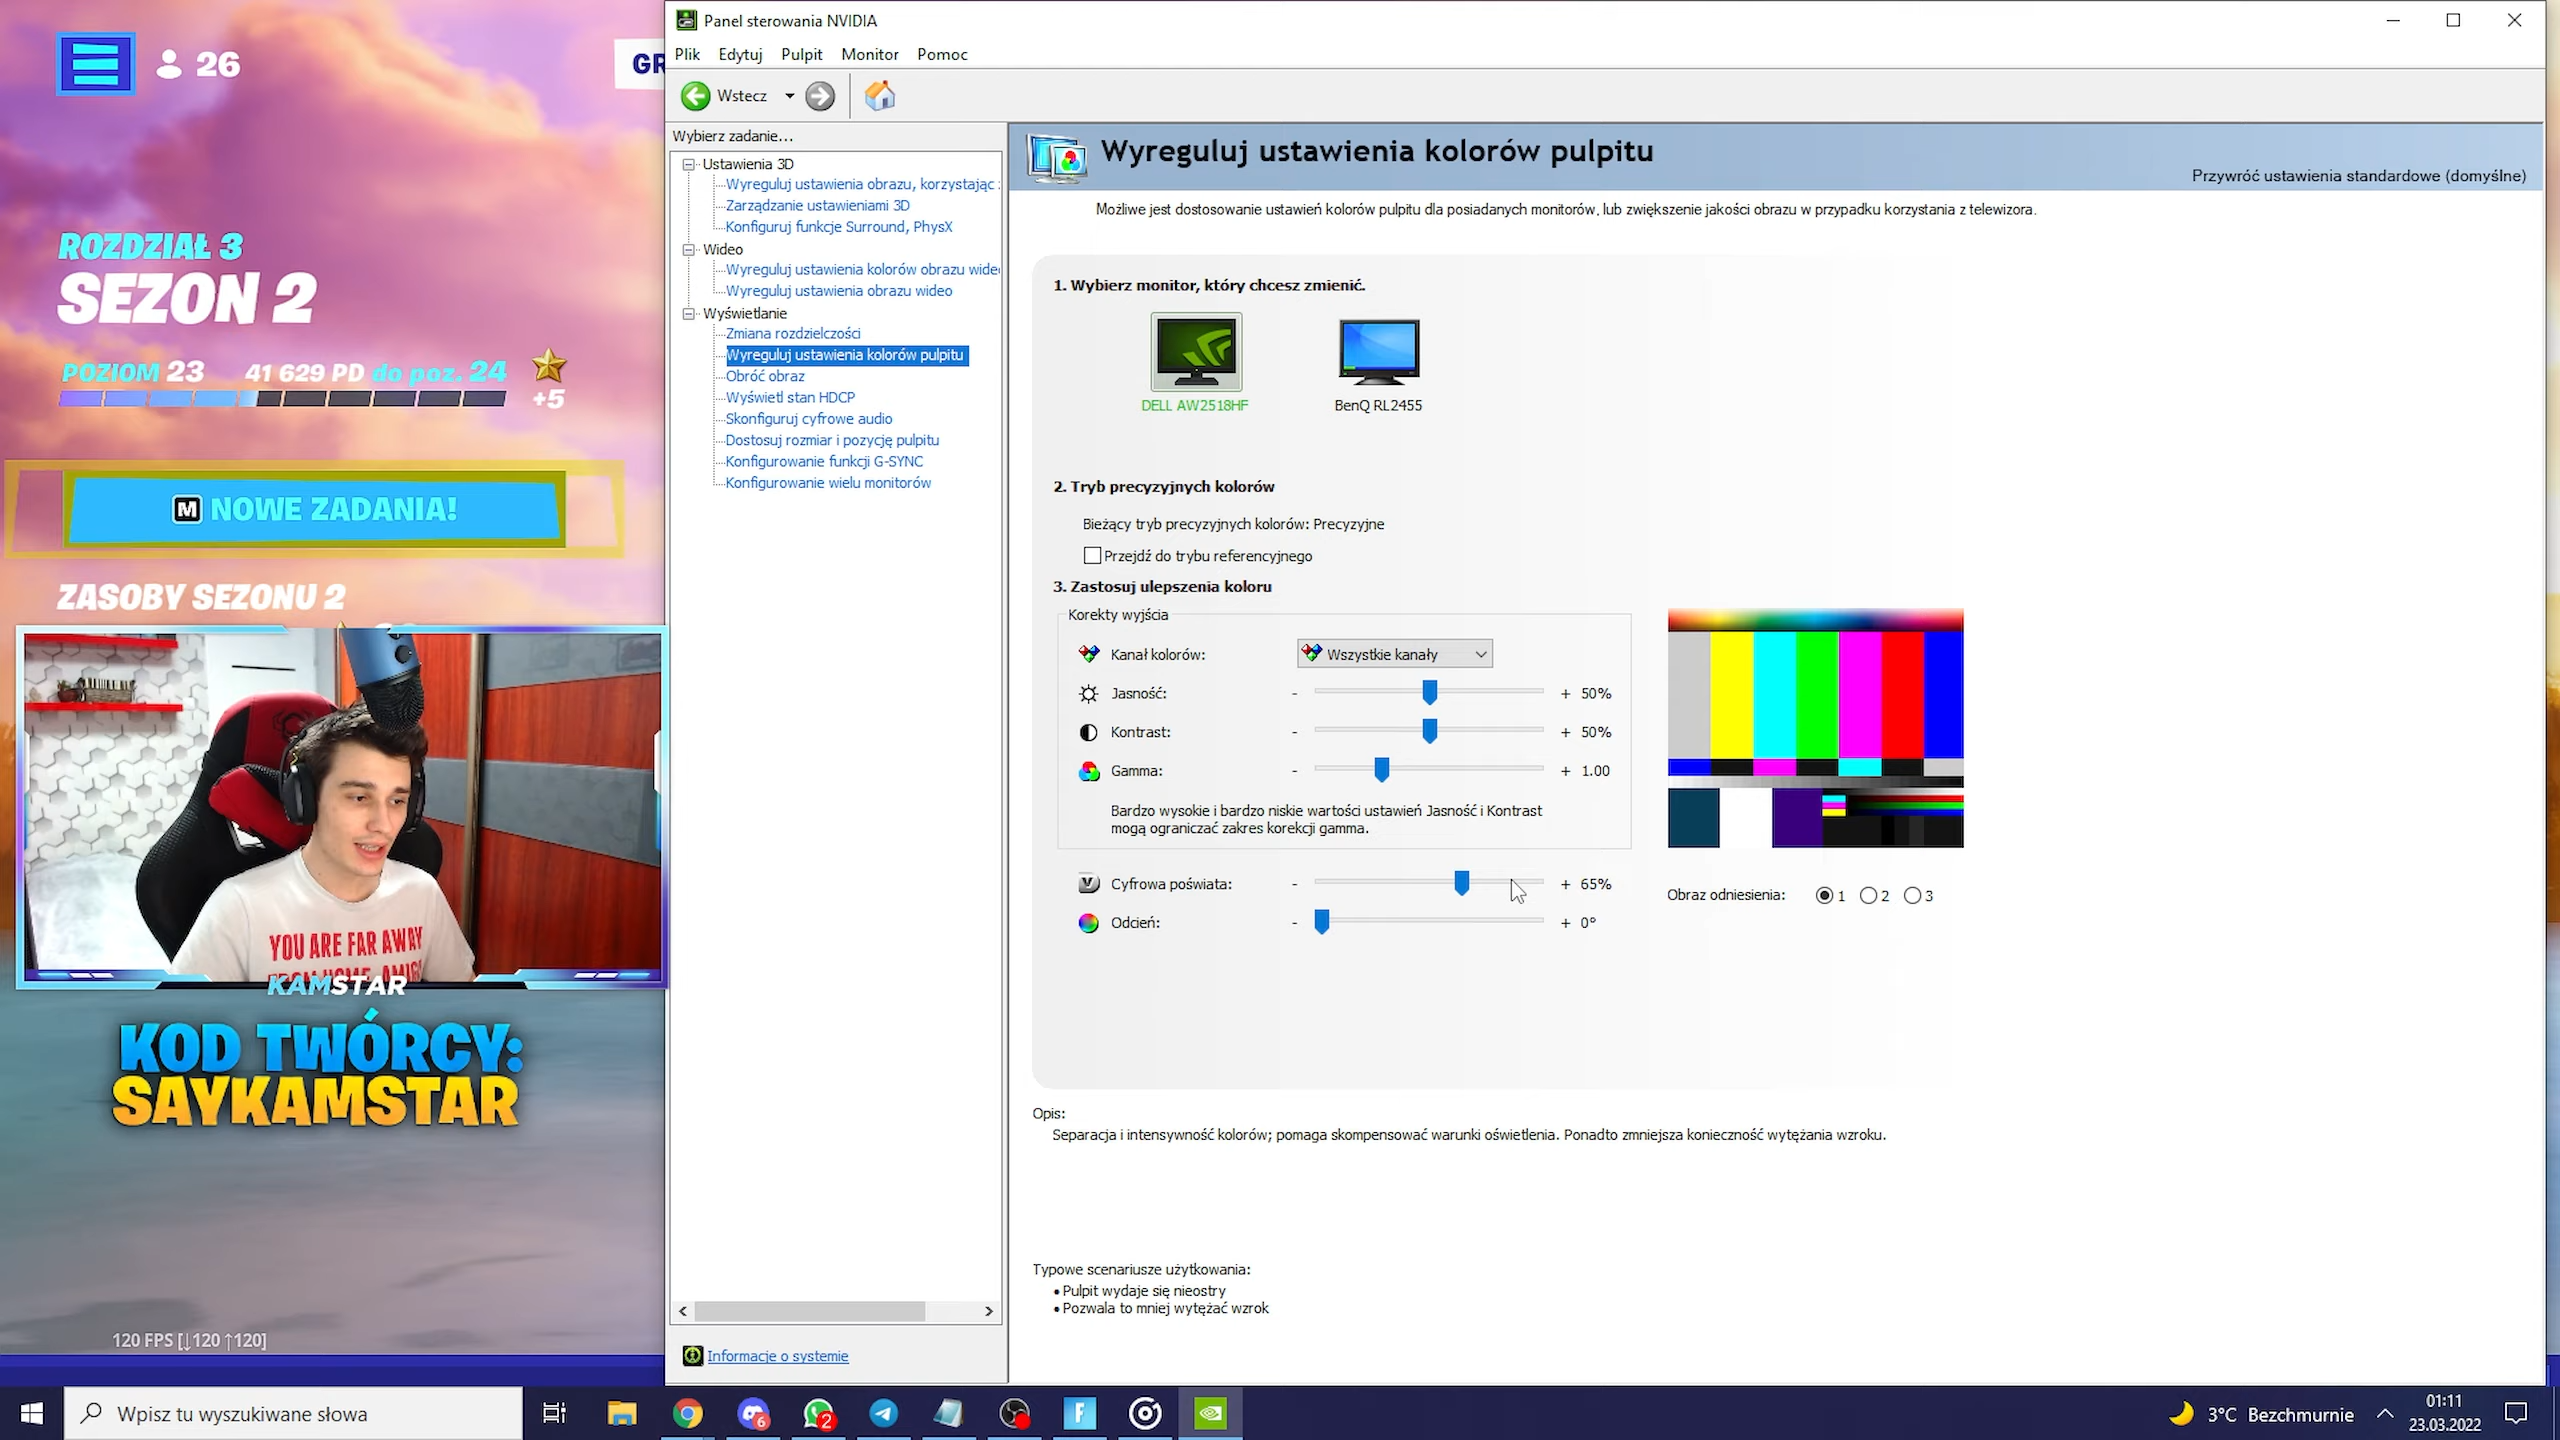 26
GR
ROZDZIAŁ 3
SEZON 2
POZIOM 23 41 629 PD do poz. 24
+5
M NOWE ZADANIA!
ZASOBY SEZONU 2
YOU ARE FAR AWAY
FROM HOME, AMIGO
KAMSTAR
KOD TWÓRCY:
SAYKAMSTAR
120 FPS [↓120 ↑120]
Panel sterowania NVIDIA
Plik Edytuj Pulpit Monitor Pomoc
Wstecz
Wybierz zadanie...
Ustawienia 3D
Wyreguluj ustawienia obrazu, korzystając
Zarządzanie ustawieniami 3D
Konfiguruj funkcje Surround, PhysX
Wideo
Wyreguluj ustawienia kolorów obrazu wide
Wyreguluj ustawienia obrazu wideo
Wyświetlanie
Zmiana rozdzielczości
Wyreguluj ustawienia kolorów pulpitu
Obróć obraz
Wyświetl stan HDCP
Skonfiguruj cyfrowe audio
Dostosuj rozmiar i pozycję pulpitu
Konfigurowanie funkcji G-SYNC
Konfigurowanie wielu monitorów
Informacje o systemie
Wyreguluj ustawienia kolorów pulpitu
Przywróć ustawienia standardowe (domyślne)
Możliwe jest dostosowanie ustawień kolorów pulpitu dla posiadanych monitorów, lub zwiększenie jakości obrazu w przypadku korzystania z telewizora.
1. Wybierz monitor, który chcesz zmienić.
DELL AW2518HF BenQ RL2455
2. Tryb precyzyjnych kolorów
Bieżący tryb precyzyjnych kolorów: Precyzyjne
Przejdź do trybu referencyjnego
3. Zastosuj ulepszenia koloru
Korekty wyjścia
Kanał kolorów: Wszystkie kanały
Jasność: - + 50%
Kontrast: - + 50%
Gamma: - + 1.00
Bardzo wysokie i bardzo niskie wartości ustawień Jasność i Kontrast
mogą ograniczać zakres korekcji gamma.
Cyfrowa poświata: - + 65%
Odcień: - + 0°
Obraz odniesienia: 1 2 3
Opis:
Separacja i intensywność kolorów; pomaga skompensować warunki oświetlenia. Ponadto zmniejsza konieczność wytężania wzroku.
Typowe scenariusze użytkowania:
• Pulpit wydaje się nieostry
• Pozwala to mniej wytężać wzrok
Wpisz tu wyszukiwane słowa
6
2
F
3°C Bezchmurnie
01:11
23.03.2022